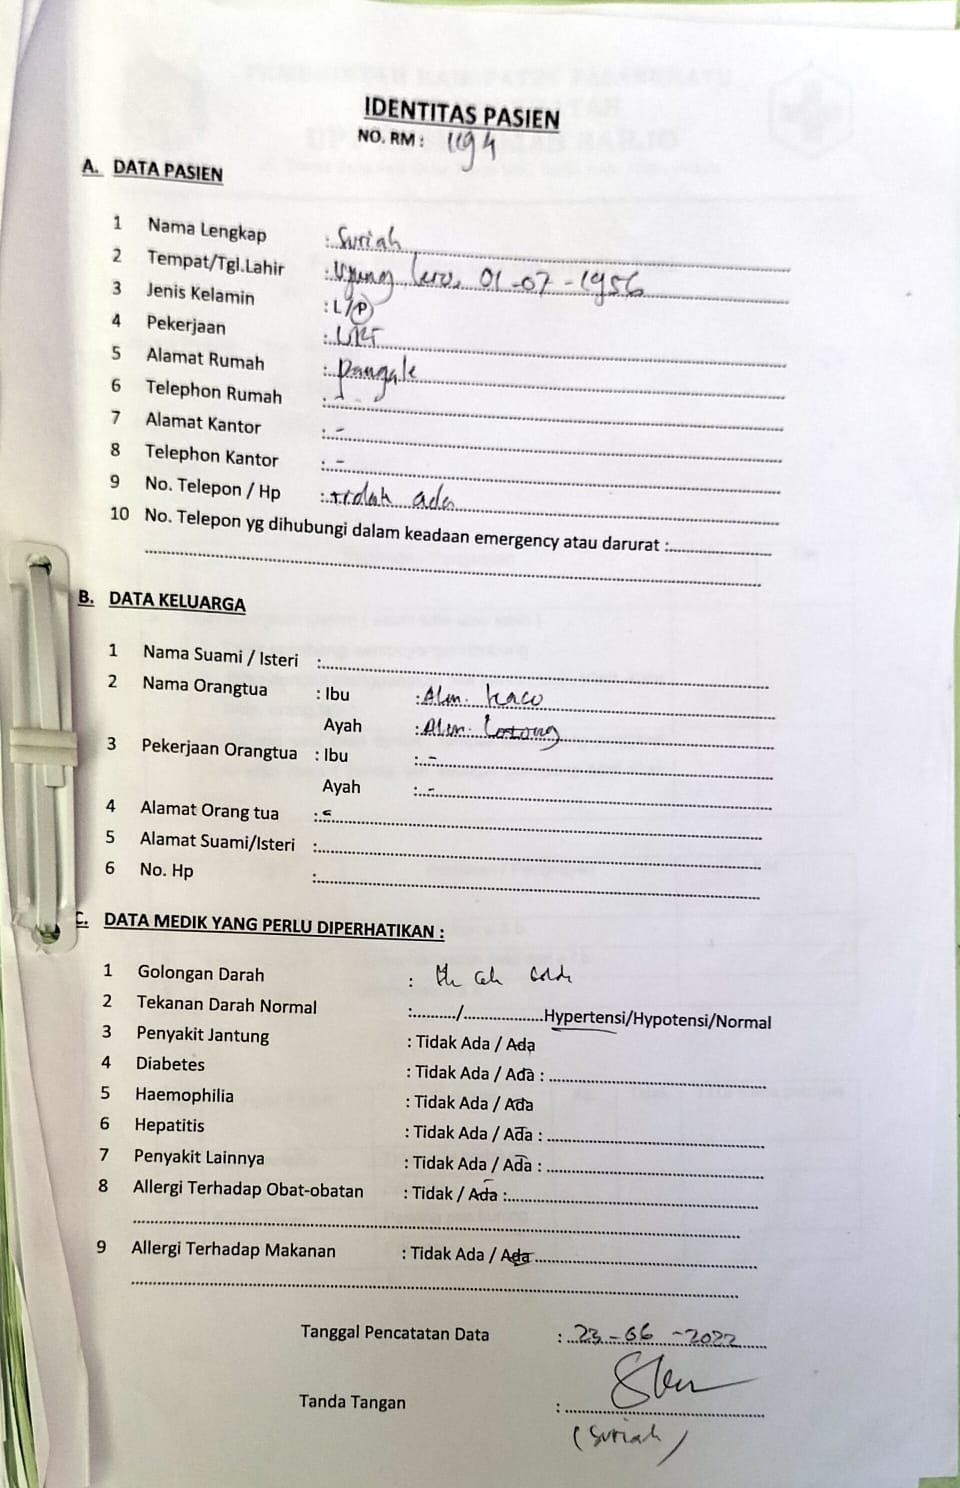 IDENTITAS PASIEN
NO. RM : 1194
A. DATA PASIEN
1 Nama Lengkap : Suriah
2 Tempat/Tgl.Lahir : Ujung Lero, 01-07-1956
3 Jenis Kelamin : L/P
4 Pekerjaan : URT
5 Alamat Rumah : Pangale
6 Telephon Rumah : -
7 Alamat Kantor : -
8 Telephon Kantor : -
9 No. Telepon / Hp : tidak ada
10 No. Telepon yg dihubungi dalam keadaan emergency atau darurat :
B. DATA KELUARGA
1 Nama Suami / Isteri :
2 Nama Orangtua : Ibu : Alm. Kaco
Ayah : Alm.
3 Pekerjaan Orangtua : Ibu : -
Ayah : -
4 Alamat Orang tua : -
5 Alamat Suami/Isteri :
6 No. Hp :
C. DATA MEDIK YANG PERLU DIPERHATIKAN :
1 Golongan Darah :
2 Tekanan Darah Normal : ........../...................Hypertensi/Hypotensi/Normal
3 Penyakit Jantung : Tidak Ada / Ada
4 Diabetes : Tidak Ada / Ada :
5 Haemophilia : Tidak Ada / Ada
6 Hepatitis : Tidak Ada / Ada :
7 Penyakit Lainnya : Tidak Ada / Ada :
8 Allergi Terhadap Obat-obatan : Tidak / Ada :
9 Allergi Terhadap Makanan : Tidak Ada / Ada
Tanggal Pencatatan Data : 23-06-2022
Tanda Tangan :
(Suriah)